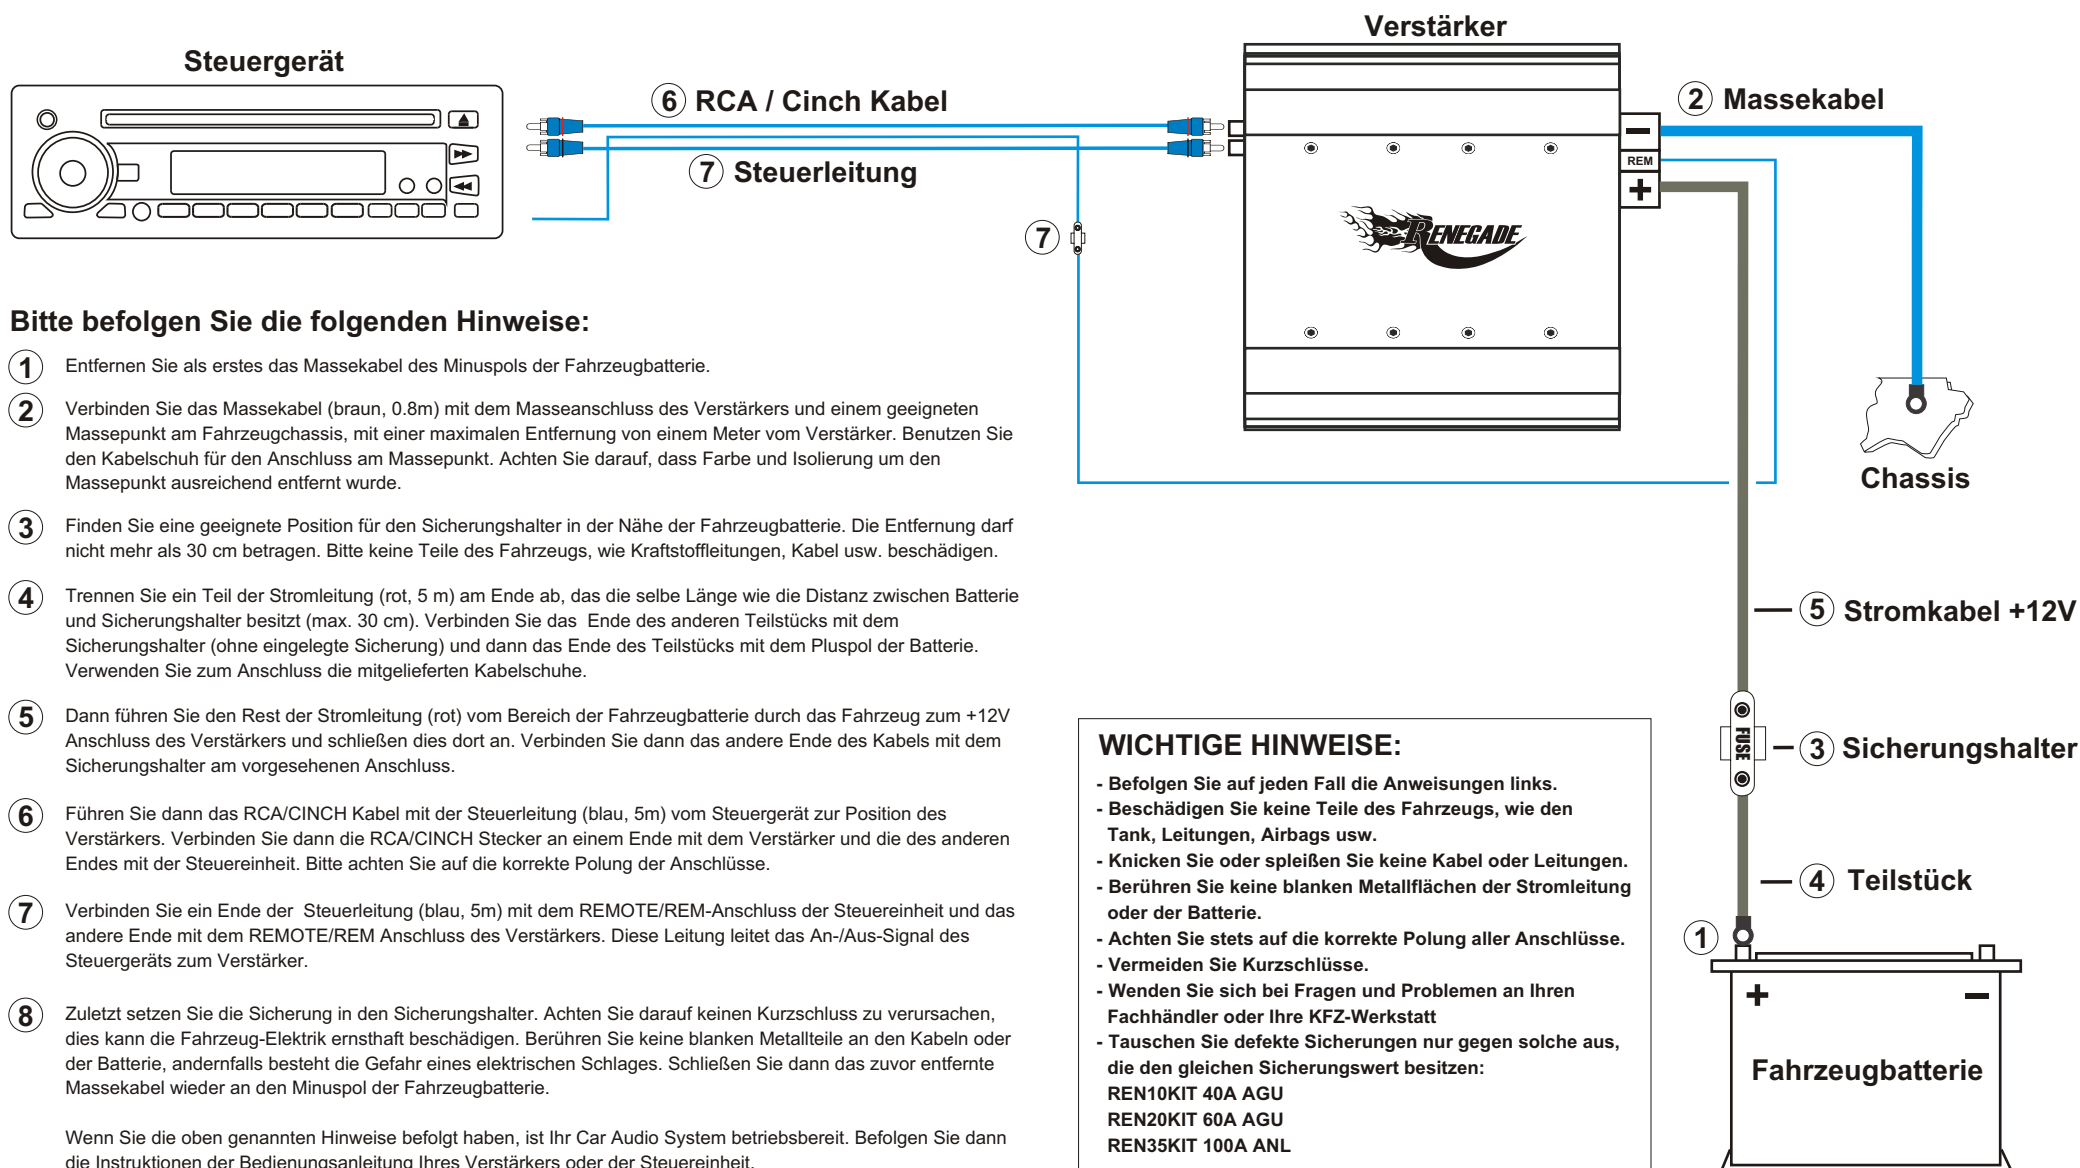 Steuergerät
Verstärker
6 RCA / Cinch Kabel
7 Steuerleitung
7
2 Massekabel
REM
RENEGADE
Chassis
5 Stromkabel +12V
FUSE
3 Sicherungshalter
4 Teilstück
1
Fahrzeugbatterie
Bitte befolgen Sie die folgenden Hinweise:
1 Entfernen Sie als erstes das Massekabel des Minuspols der Fahrzeugbatterie.
2 Verbinden Sie das Massekabel (braun, 0.8m) mit dem Masseanschluss des Verstärkers und einem geeigneten
Massepunkt am Fahrzeugchassis, mit einer maximalen Entfernung von einem Meter vom Verstärker. Benutzen Sie
den Kabelschuh für den Anschluss am Massepunkt. Achten Sie darauf, dass Farbe und Isolierung um den
Massepunkt ausreichend entfernt wurde.
3 Finden Sie eine geeignete Position für den Sicherungshalter in der Nähe der Fahrzeugbatterie. Die Entfernung darf
nicht mehr als 30 cm betragen. Bitte keine Teile des Fahrzeugs, wie Kraftstoffleitungen, Kabel usw. beschädigen.
4 Trennen Sie ein Teil der Stromleitung (rot, 5 m) am Ende ab, das die selbe Länge wie die Distanz zwischen Batterie
und Sicherungshalter besitzt (max. 30 cm). Verbinden Sie das Ende des anderen Teilstücks mit dem
Sicherungshalter (ohne eingelegte Sicherung) und dann das Ende des Teilstücks mit dem Pluspol der Batterie.
Verwenden Sie zum Anschluss die mitgelieferten Kabelschuhe.
5 Dann führen Sie den Rest der Stromleitung (rot) vom Bereich der Fahrzeugbatterie durch das Fahrzeug zum +12V
Anschluss des Verstärkers und schließen dies dort an. Verbinden Sie dann das andere Ende des Kabels mit dem
Sicherungshalter am vorgesehenen Anschluss.
6 Führen Sie dann das RCA/CINCH Kabel mit der Steuerleitung (blau, 5m) vom Steuergerät zur Position des
Verstärkers. Verbinden Sie dann die RCA/CINCH Stecker an einem Ende mit dem Verstärker und die des anderen
Endes mit der Steuereinheit. Bitte achten Sie auf die korrekte Polung der Anschlüsse.
7 Verbinden Sie ein Ende der Steuerleitung (blau, 5m) mit dem REMOTE/REM-Anschluss der Steuereinheit und das
andere Ende mit dem REMOTE/REM Anschluss des Verstärkers. Diese Leitung leitet das An-/Aus-Signal des
Steuergeräts zum Verstärker.
8 Zuletzt setzen Sie die Sicherung in den Sicherungshalter. Achten Sie darauf keinen Kurzschluss zu verursachen,
dies kann die Fahrzeug-Elektrik ernsthaft beschädigen. Berühren Sie keine blanken Metallteile an den Kabeln oder
der Batterie, andernfalls besteht die Gefahr eines elektrischen Schlages. Schließen Sie dann das zuvor entfernte
Massekabel wieder an den Minuspol der Fahrzeugbatterie.
Wenn Sie die oben genannten Hinweise befolgt haben, ist Ihr Car Audio System betriebsbereit. Befolgen Sie dann
die Instruktionen der Bedienungsanleitung Ihres Verstärkers oder der Steuereinheit.
WICHTIGE HINWEISE:
- Befolgen Sie auf jeden Fall die Anweisungen links.
- Beschädigen Sie keine Teile des Fahrzeugs, wie den
Tank, Leitungen, Airbags usw.
- Knicken Sie oder spleißen Sie keine Kabel oder Leitungen.
- Berühren Sie keine blanken Metallflächen der Stromleitung
oder der Batterie.
- Achten Sie stets auf die korrekte Polung aller Anschlüsse.
- Vermeiden Sie Kurzschlüsse.
- Wenden Sie sich bei Fragen und Problemen an Ihren
Fachhändler oder Ihre KFZ-Werkstatt
- Tauschen Sie defekte Sicherungen nur gegen solche aus,
die den gleichen Sicherungswert besitzen:
REN10KIT 40A AGU
REN20KIT 60A AGU
REN35KIT 100A ANL